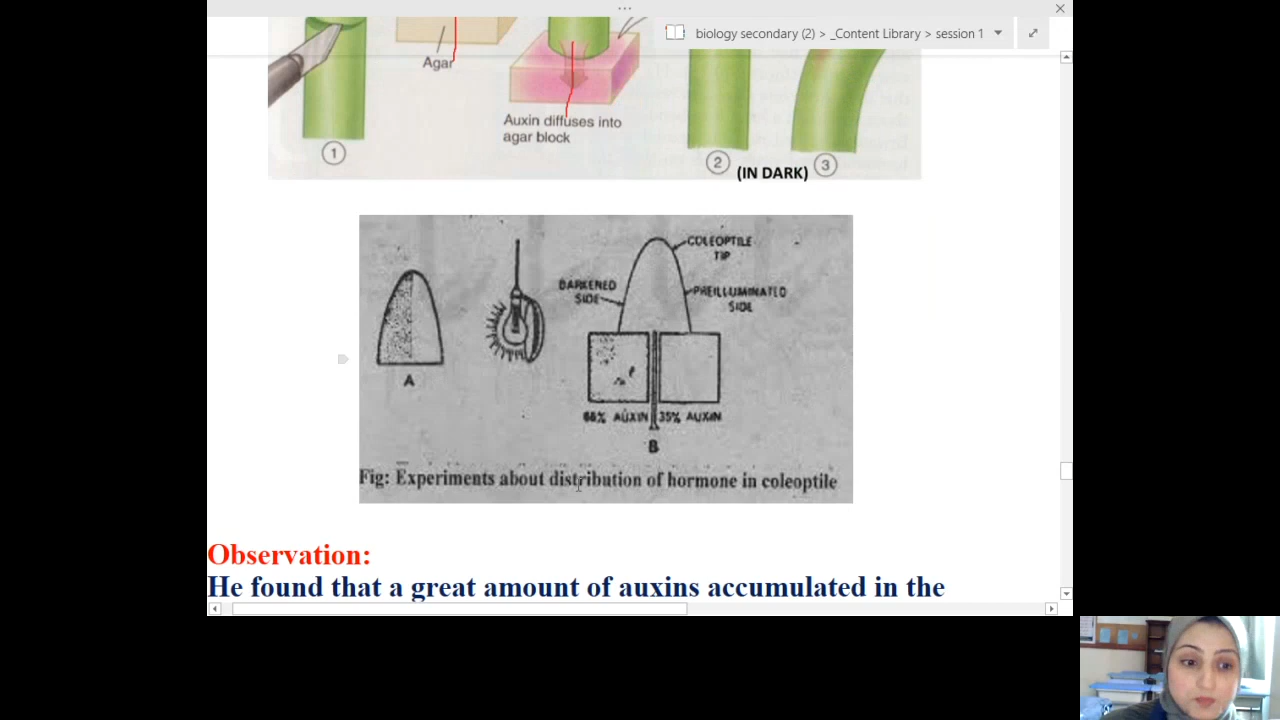 biology secondary (2) > _Content Library > session 1
Agar
Auxin diffuses into
agar block
1
2
(IN DARK)
3
COLEOPTILE
TIP
DARKENED
SIDE
PREILLUMINATED
SIDE
A
65% AUXIN
35% AUXIN
B
Fig: Experiments about distribution of hormone in coleoptile
Observation:
He found that a great amount of auxins accumulated in the